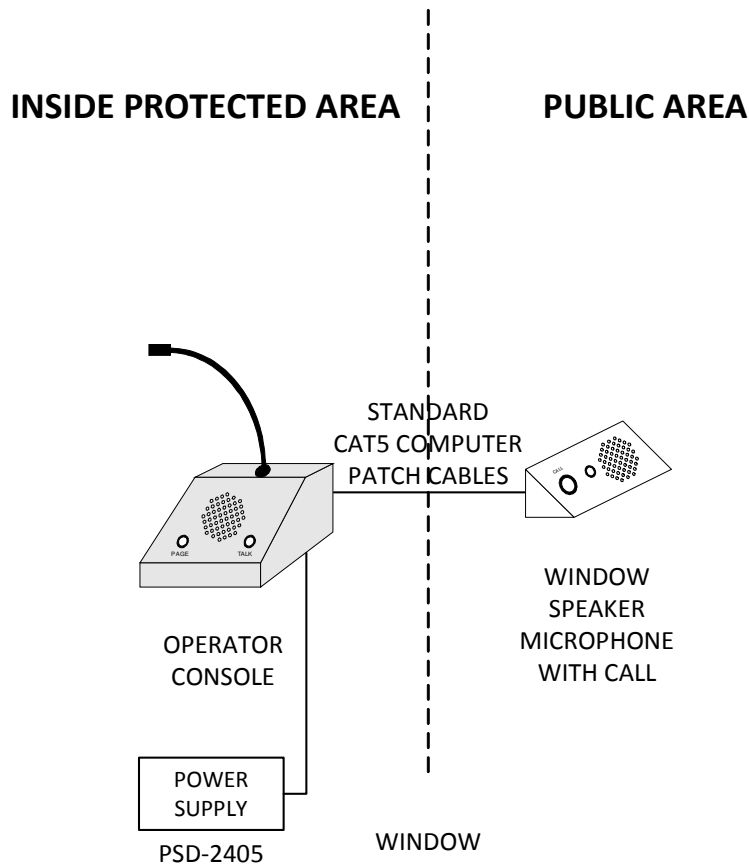 INSIDE PROTECTED AREA
PUBLIC AREA
STANDARD
CAT5 COMPUTER
PATCH CABLES
CALL
PAGE
TALK
OPERATOR
CONSOLE
WINDOW
SPEAKER
MICROPHONE
WITH CALL
POWER
SUPPLY
PSD-2405
WINDOW